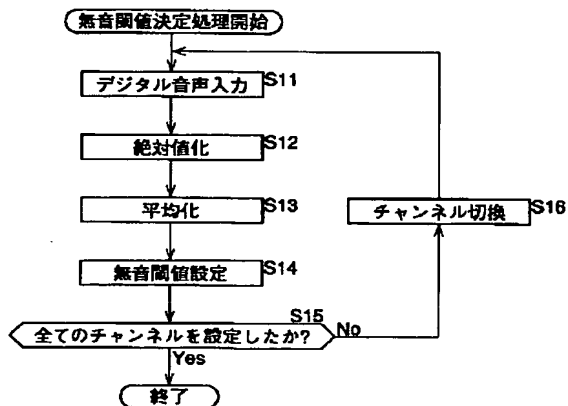 無音閾値決定処理開始
デジタル音声入力 S11
絶対値化 S12
平均化 S13
チャンネル切換 S16
無音閾値設定 S14
S15
全てのチャンネルを設定したか? No
Yes
終了